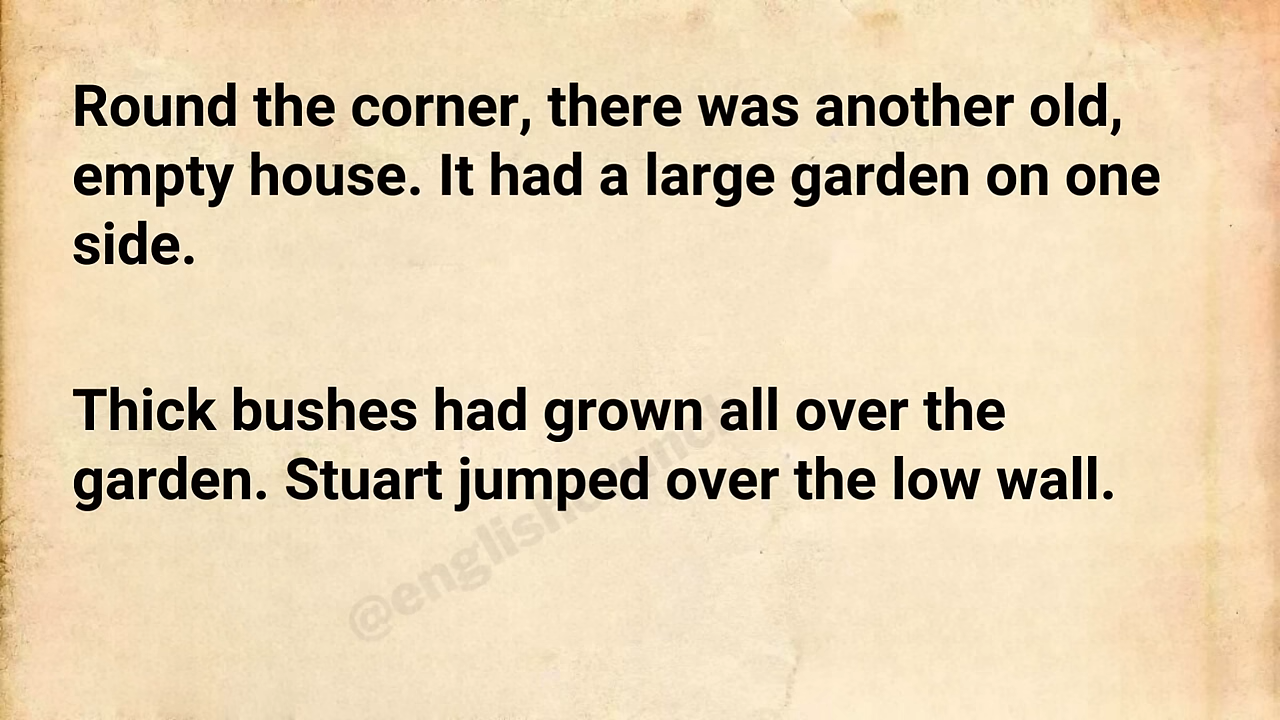 Round the corner, there was another old,
empty house. It had a large garden on one
side.
Thick bushes had grown all over the
garden. Stuart jumped over the low wall.